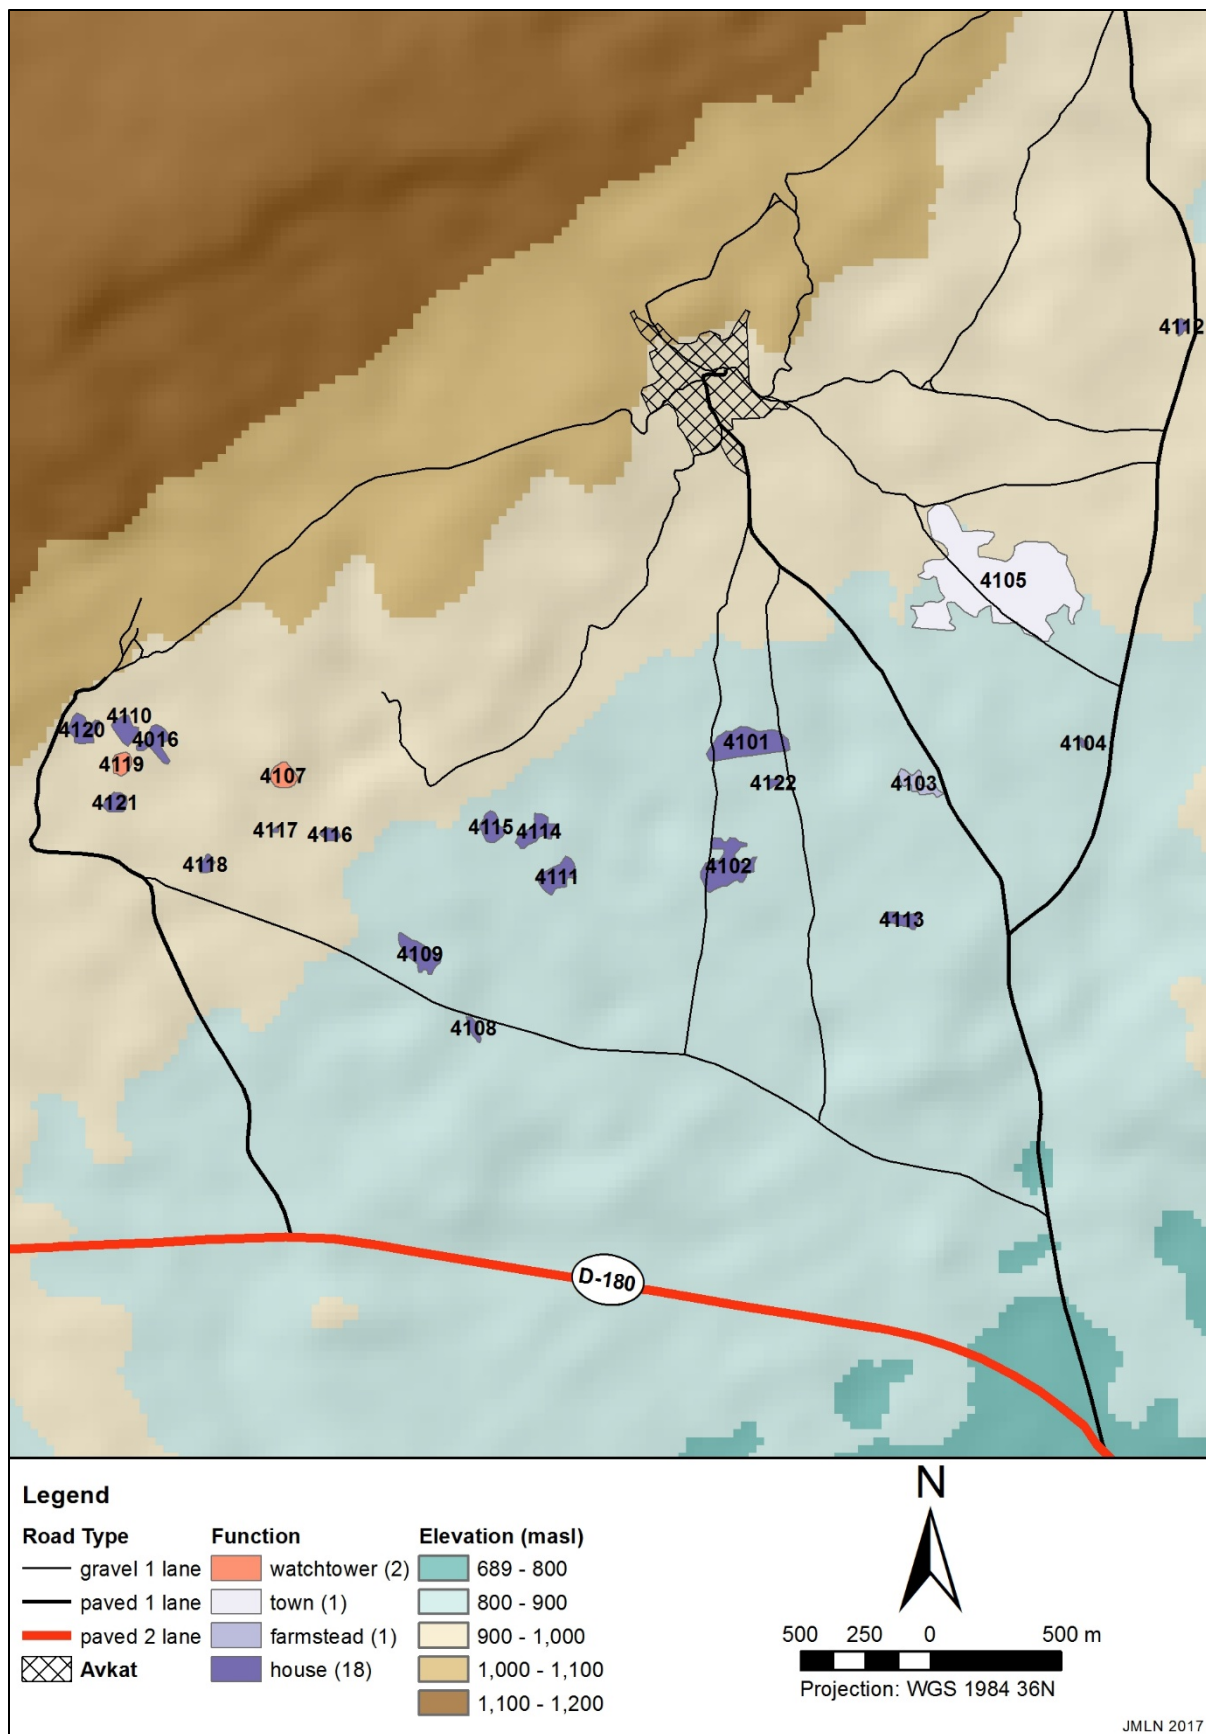 4112
4105
4110
4120
4016
4101
4104
4119
4107
4122
4103
4121
4117
4116
4115
4114
4118
4111
4102
4113
4109
4108
D-180
Legend
Road Type
gravel 1 lane
paved 1 lane
paved 2 lane
Avkat
Function
watchtower (2)
town (1)
farmstead (1)
house (18)
Elevation (masl)
689 - 800
800 - 900
900 - 1,000
1,000 - 1,100
1,100 - 1,200
N
500 250 0 500 m
Projection: WGS 1984 36N
JMLN 2017